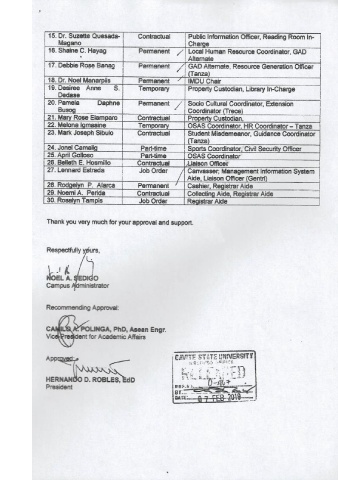 15. Dr. Suzette Quesada-Magano Contractual Public Information Officer, Reading Room In-Charge
16. Shaine C. Hayag Permanent Local Human Resource Coordinator, GAD Alternate
17. Debbie Rose Banag Permanent GAD Alternate, Resource Generation Officer (Tanza)
18. Dr. Noel Manarpiis Permanent IMDU Chair
19. Desiree Anne S. Dedase Temporary Property Custodian, Library In-Charge
20. Pamela Daphne Busog Permanent Socio Cultural Coordinator, Extension Coordinator (Trece)
21. Mary Rose Elamparo Contractual Property Custodian,
22. Melona Igmasine Temporary OSAS Coordinator, HR Coordinator – Tanza
23. Mark Joseph Sibulo Contractual Student Mademeanor, Guidance Coordinator (Tanza)
24. Jonel Camalig Part-time Sports Coordinator, Civil Security Officer
25. April Golloso Part-time OSAS Coordinator
26. Belleth E. Hosmillo Contractual Liaison Officer
27. Lennard Estrada Job Order Canvasser, Management Information System Aide, Liaison Officer (Gentri)
28. Rodgelyn P. Alarca Permanent Cashier, Registrar Aide
29. Noemi A. Perida Contractual Collecting Aide, Registrar Aide
30. Roselyn Tampis Job Order Registrar Aide
Thank you very much for your approval and support.
Respectfully yours,
NOEL A. SEDIGO
Campus Administrator
Recommending Approval:
CAMILO A. POLINGA, PhD, Asean Engr.
Vice President for Academic Affairs
Approved:
HERNANDO D. ROBLES, EdD
President
CAVITE STATE UNIVERSITY
RECEIVED
BY:
DATE: 07 FEB 2018